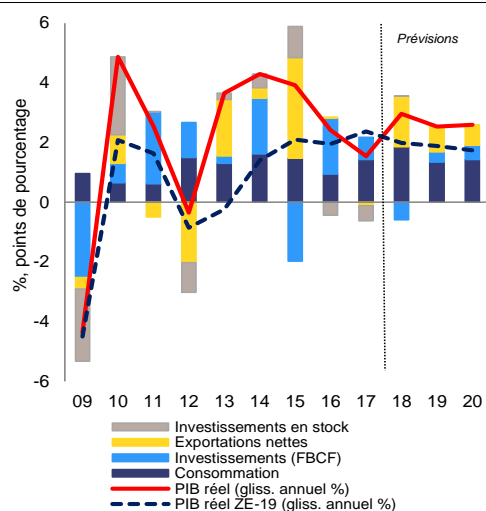 %, points de pourcentage
6
4
2
0
-2
-4
-6
Prévisions
09 10 11 12 13 14 15 16 17 18 19 20
Investissements en stock
Exportations nettes
Investissements (FBCF)
Consommation
PIB réel (gliss. annuel %)
PIB réel ZE-19 (gliss. annuel %)